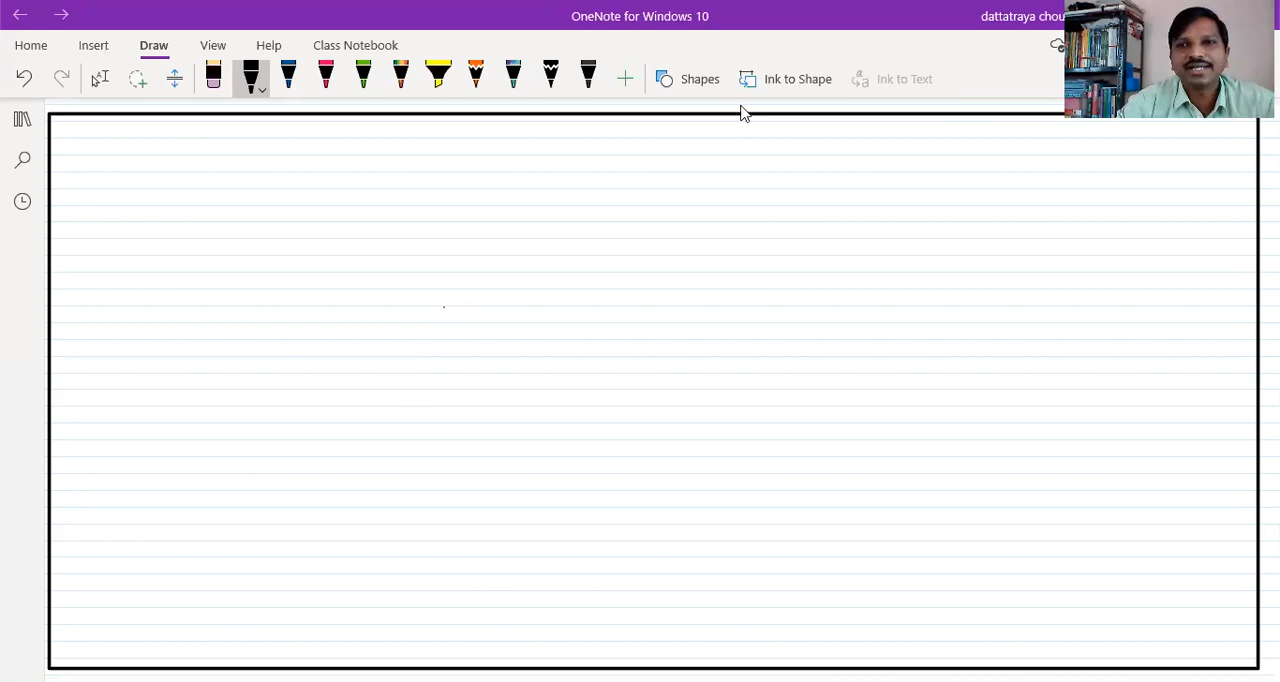 OneNote for Windows 10
dattatraya chou
Home Insert Draw View Help Class Notebook
Shapes Ink to Shape Ink to Text